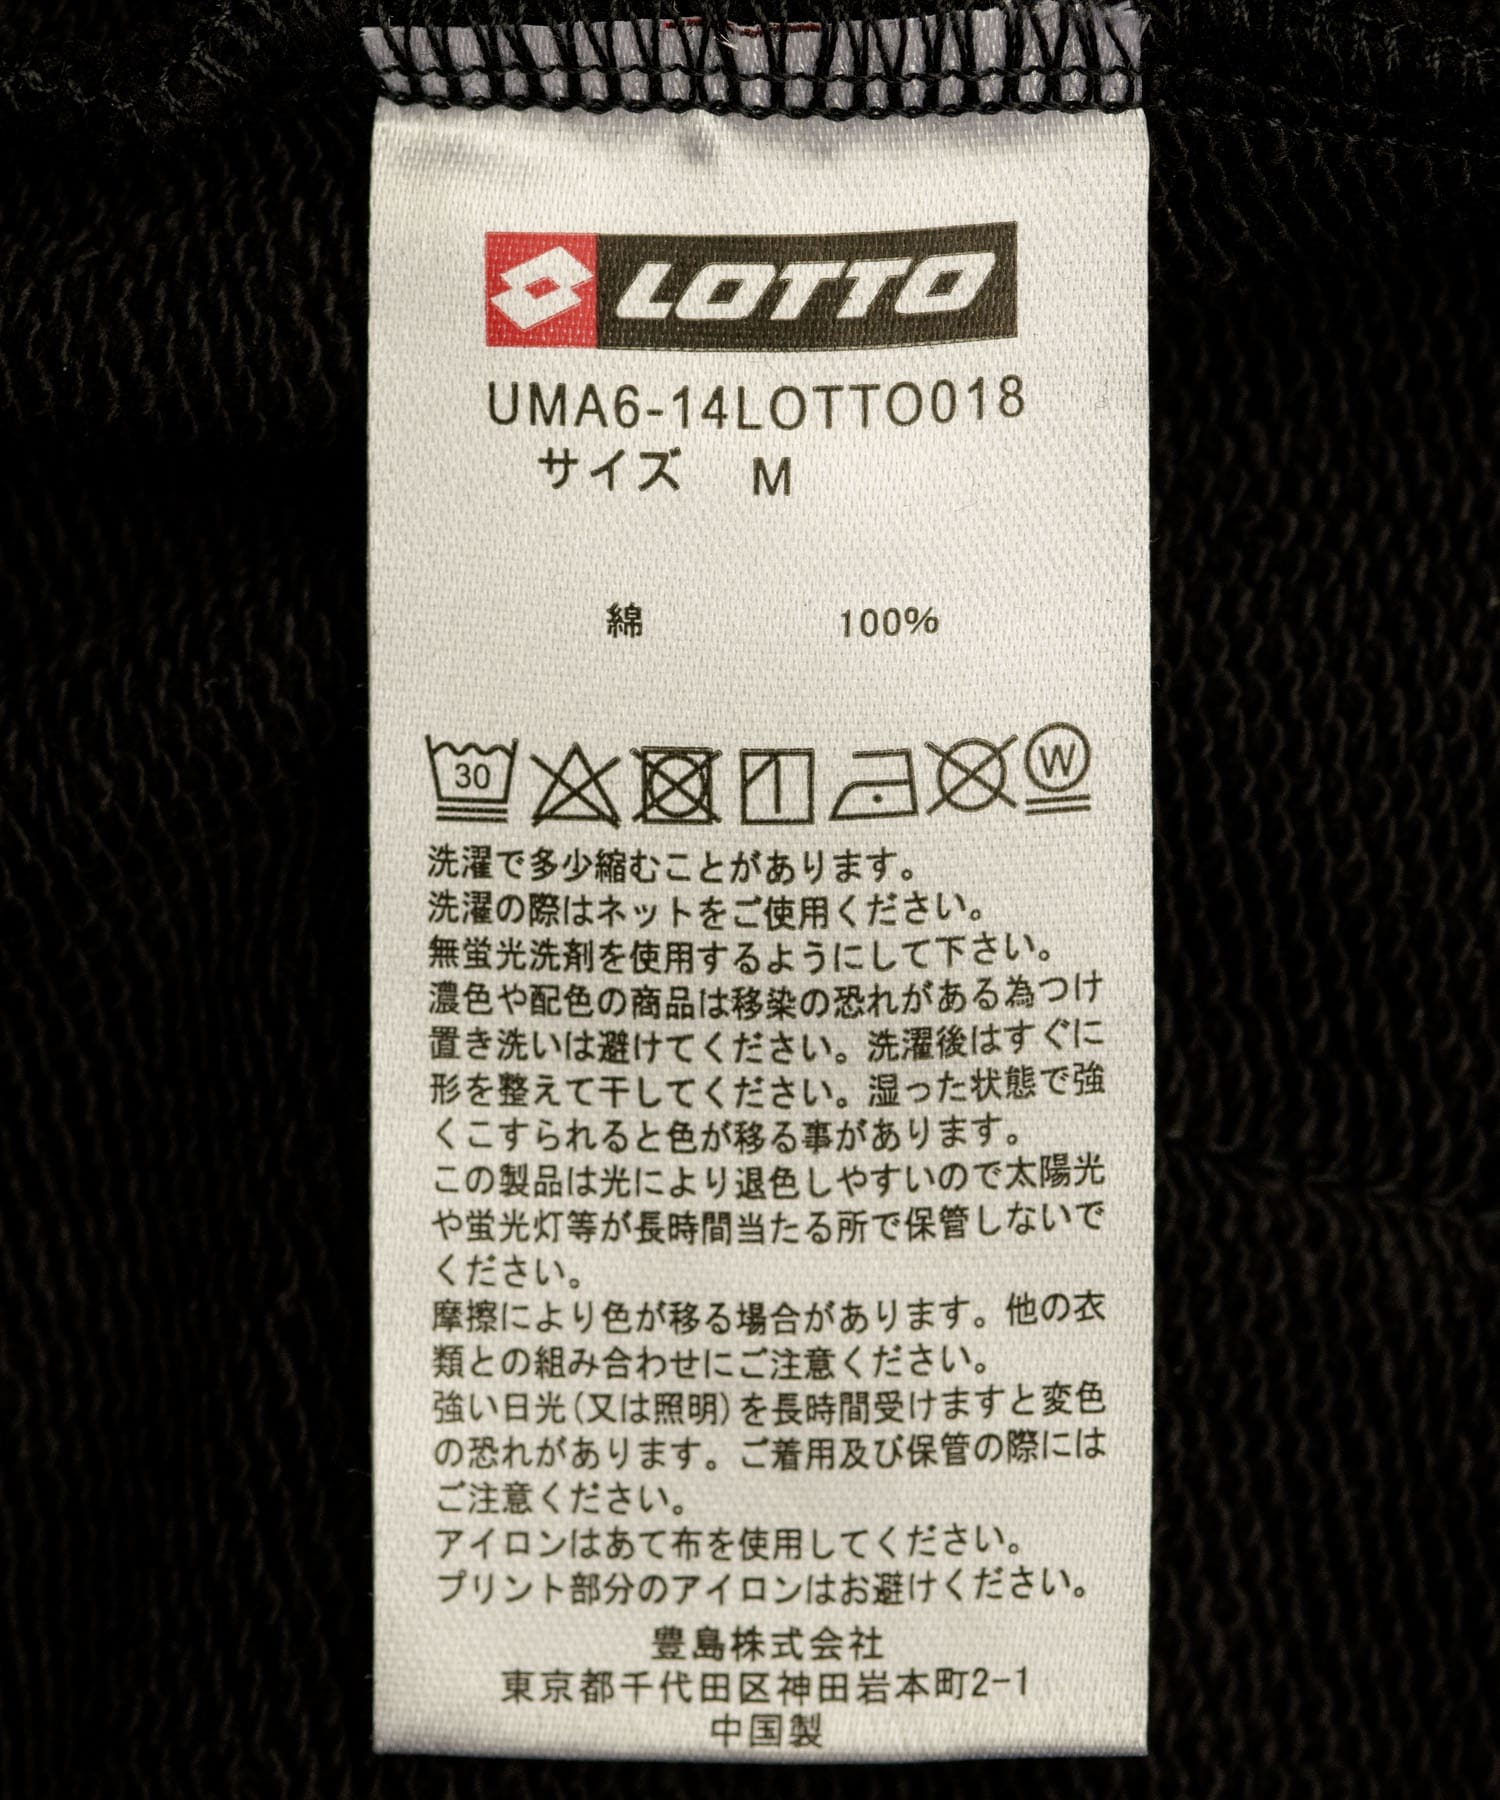 LOTTO
UMA6-14LOTTO018
サイズ M
綿 100%
30 W
洗濯で多少縮むことがあります。
洗濯の際はネットをご使用ください。
無蛍光洗剤を使用するようにして下さい。
濃色や配色の商品は移染の恐れがある為つけ
置き洗いは避けてください。洗濯後はすぐに
形を整えて干してください。湿った状態で強
くこすられると色が移る事があります。
この製品は光により退色しやすいので太陽光
や蛍光灯等が長時間当たる所で保管しないで
ください。
摩擦により色が移る場合があります。他の衣
類との組み合わせにご注意ください。
強い日光(又は照明)を長時間受けますと変色
の恐れがあります。ご着用及び保管の際には
ご注意ください。
アイロンはあて布を使用してください。
プリント部分のアイロンはお避けください。
豊島株式会社
東京都千代田区神田岩本町2-1
中国製